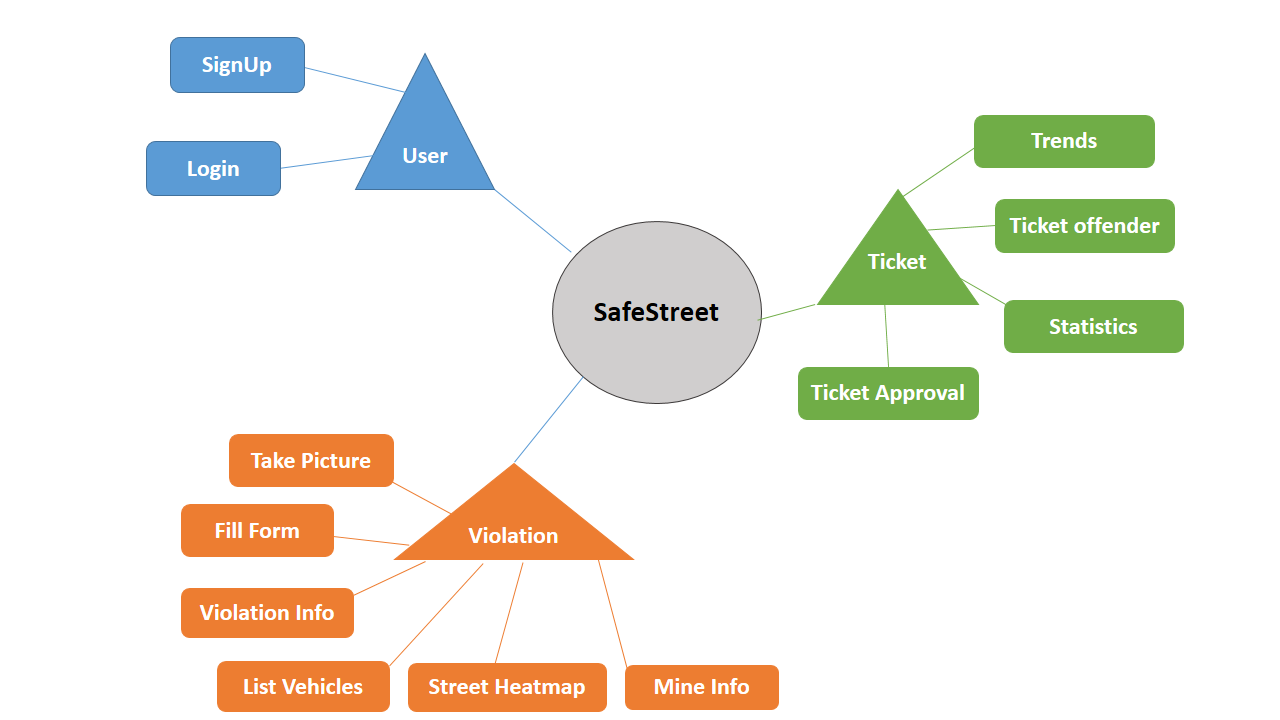 SignUp
Login
User
SafeStreet
Trends
Ticket offender
Ticket
Statistics
Ticket Approval
Take Picture
Fill Form
Violation
Violation Info
List Vehicles
Street Heatmap
Mine Info